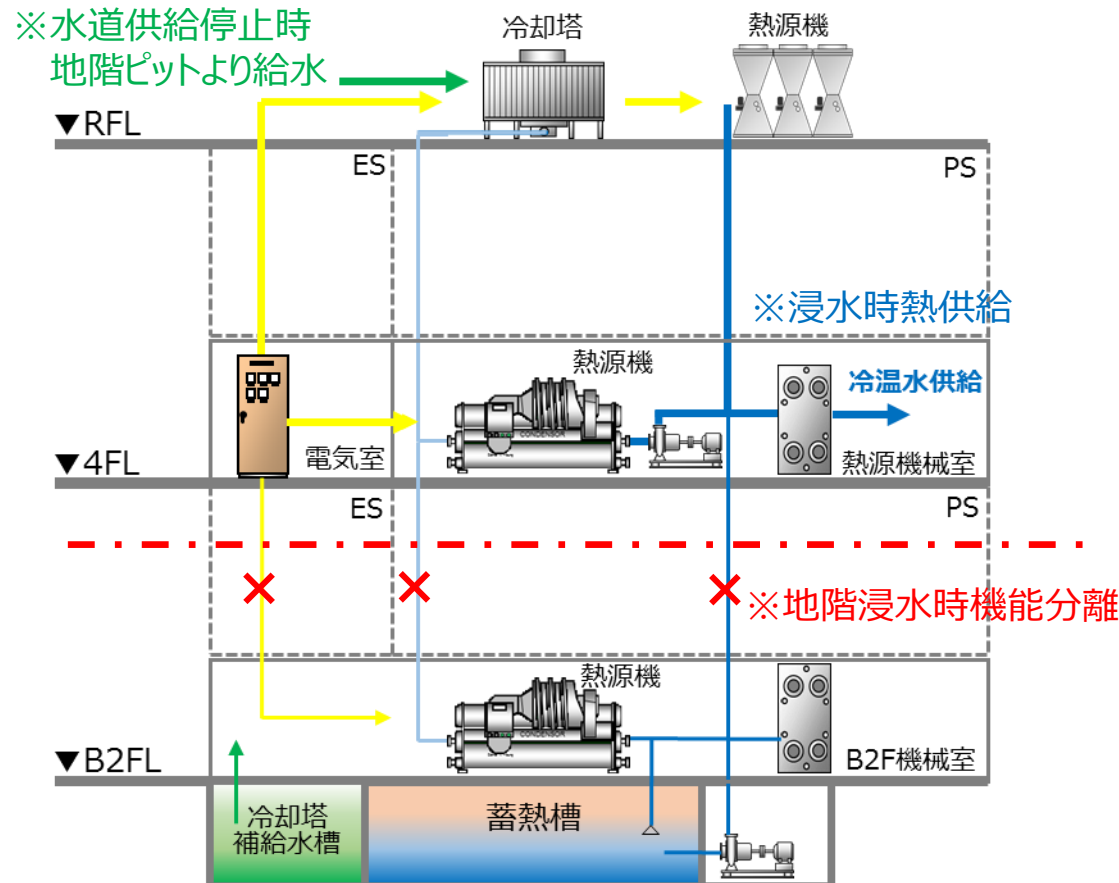 ※水道供給停止時
地階ピットより給水
冷却塔
熱源機
▼RFL
ES
PS
※浸水時熱供給
熱源機
冷温水供給
CONDENSOR
電気室
熱源機械室
▼4FL
ES
PS
※地階浸水時機能分離
熱源機
CONDENSOR
B2F機械室
▼B2FL
冷却塔
補給水槽
蓄熱槽